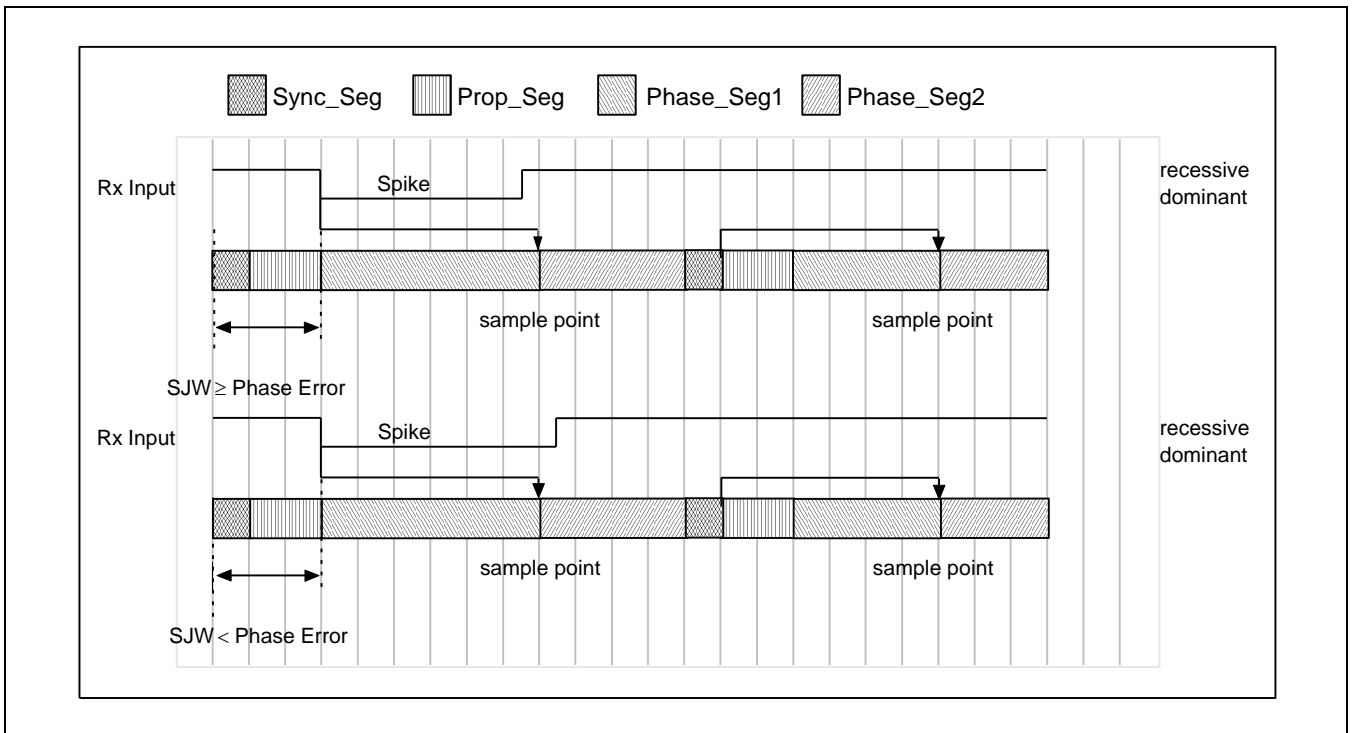 Sync_Seg Prop_Seg Phase_Seg1 Phase_Seg2
Rx Input
Spike
recessive
dominant
sample point
sample point
SJW ≥ Phase Error
Rx Input
Spike
recessive
dominant
sample point
sample point
SJW < Phase Error